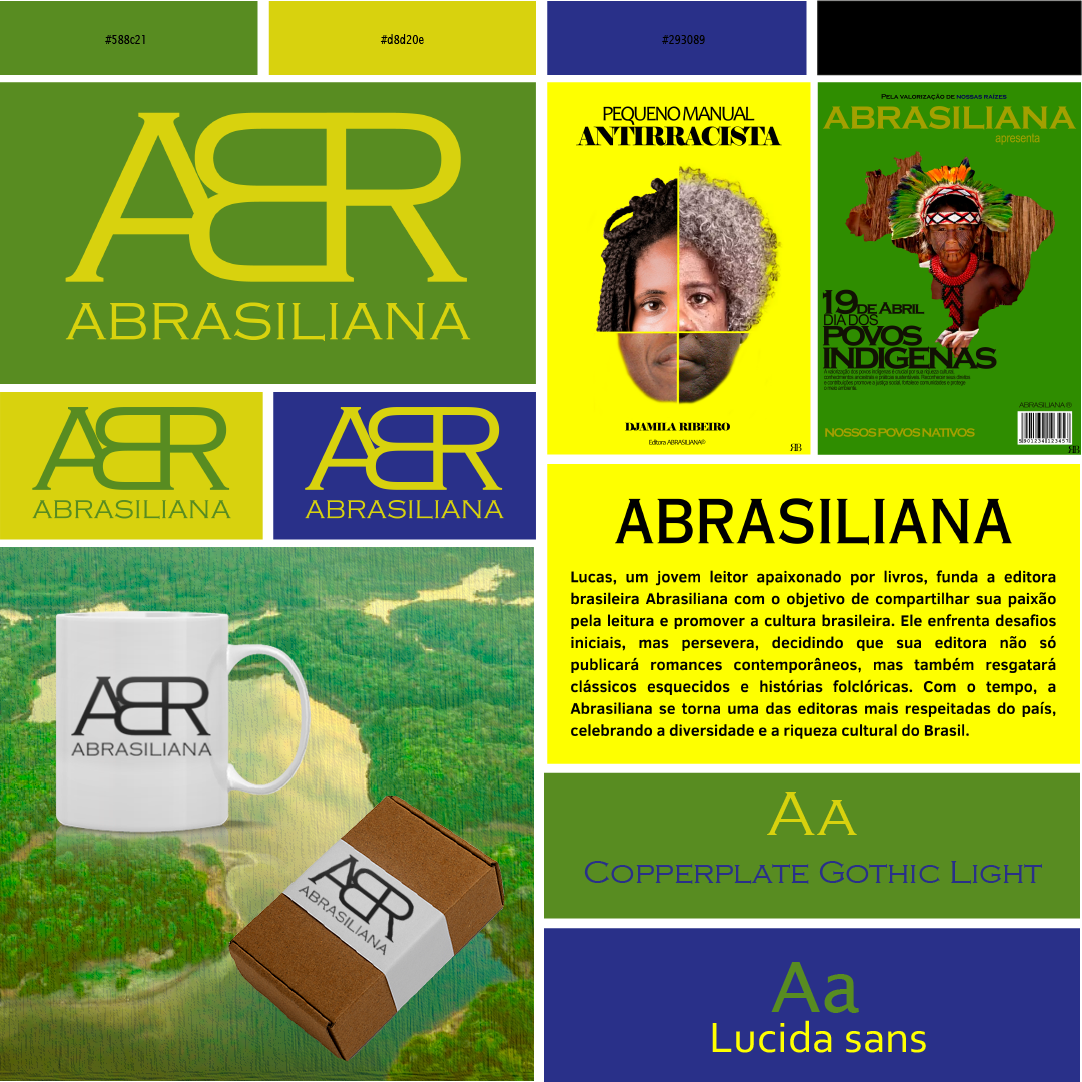 #588c21
#d8d20e
#293089
ABR
ABRASILIANA
ABR
ABRASILIANA
ABR
ABRASILIANA
PEQUENO MANUAL
ANTIRRACISTA
DJAMILA RIBEIRO
Editora ABRASILIANA®
PELA VALORIZAÇÃO DE NOSSAS RAÍZES
ABRASILIANA
apresenta
19 DE ABRIL
DIA DOS
POVOS
INDIGENAS
ABRASILIANA ®
NOSSOS POVOS NATIVOS
ABRASILIANA
Lucas, um jovem leitor apaixonado por livros, funda a editora
brasileira Abrasiliana com o objetivo de compartilhar sua paixão
pela leitura e promover a cultura brasileira. Ele enfrenta desafios
iniciais, mas persevera, decidindo que sua editora não só
publicará romances contemporâneos, mas também resgatará
clássicos esquecidos e histórias folclóricas. Com o tempo, a
Abrasiliana se torna uma das editoras mais respeitadas do país,
celebrando a diversidade e a riqueza cultural do Brasil.
ABR
ABRASILIANA
ABR
ABRASILIANA
AA
COPPERPLATE GOTHIC LIGHT
Aa
Lucida sans